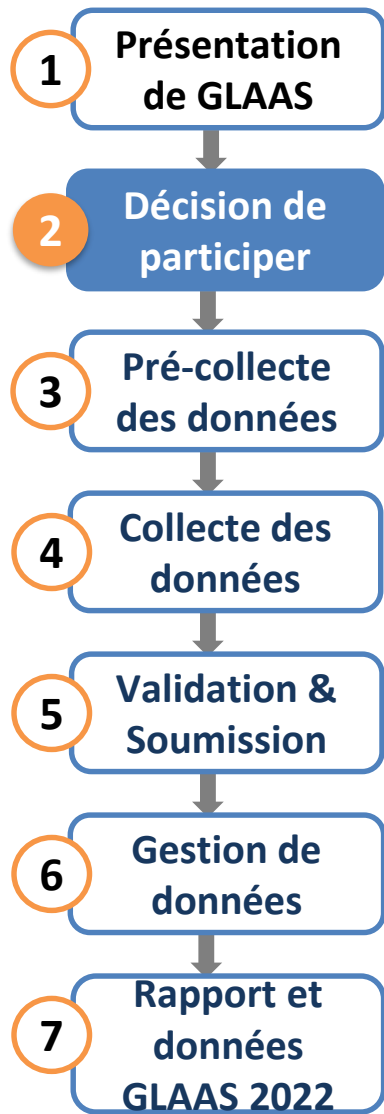 1
Présentation
de GLAAS
2
Décision de
participer
3
Pré-collecte
des données
4
Collecte des
données
5
Validation &
Soumission
6
Gestion de
données
7
Rapport et
données
GLAAS 2022